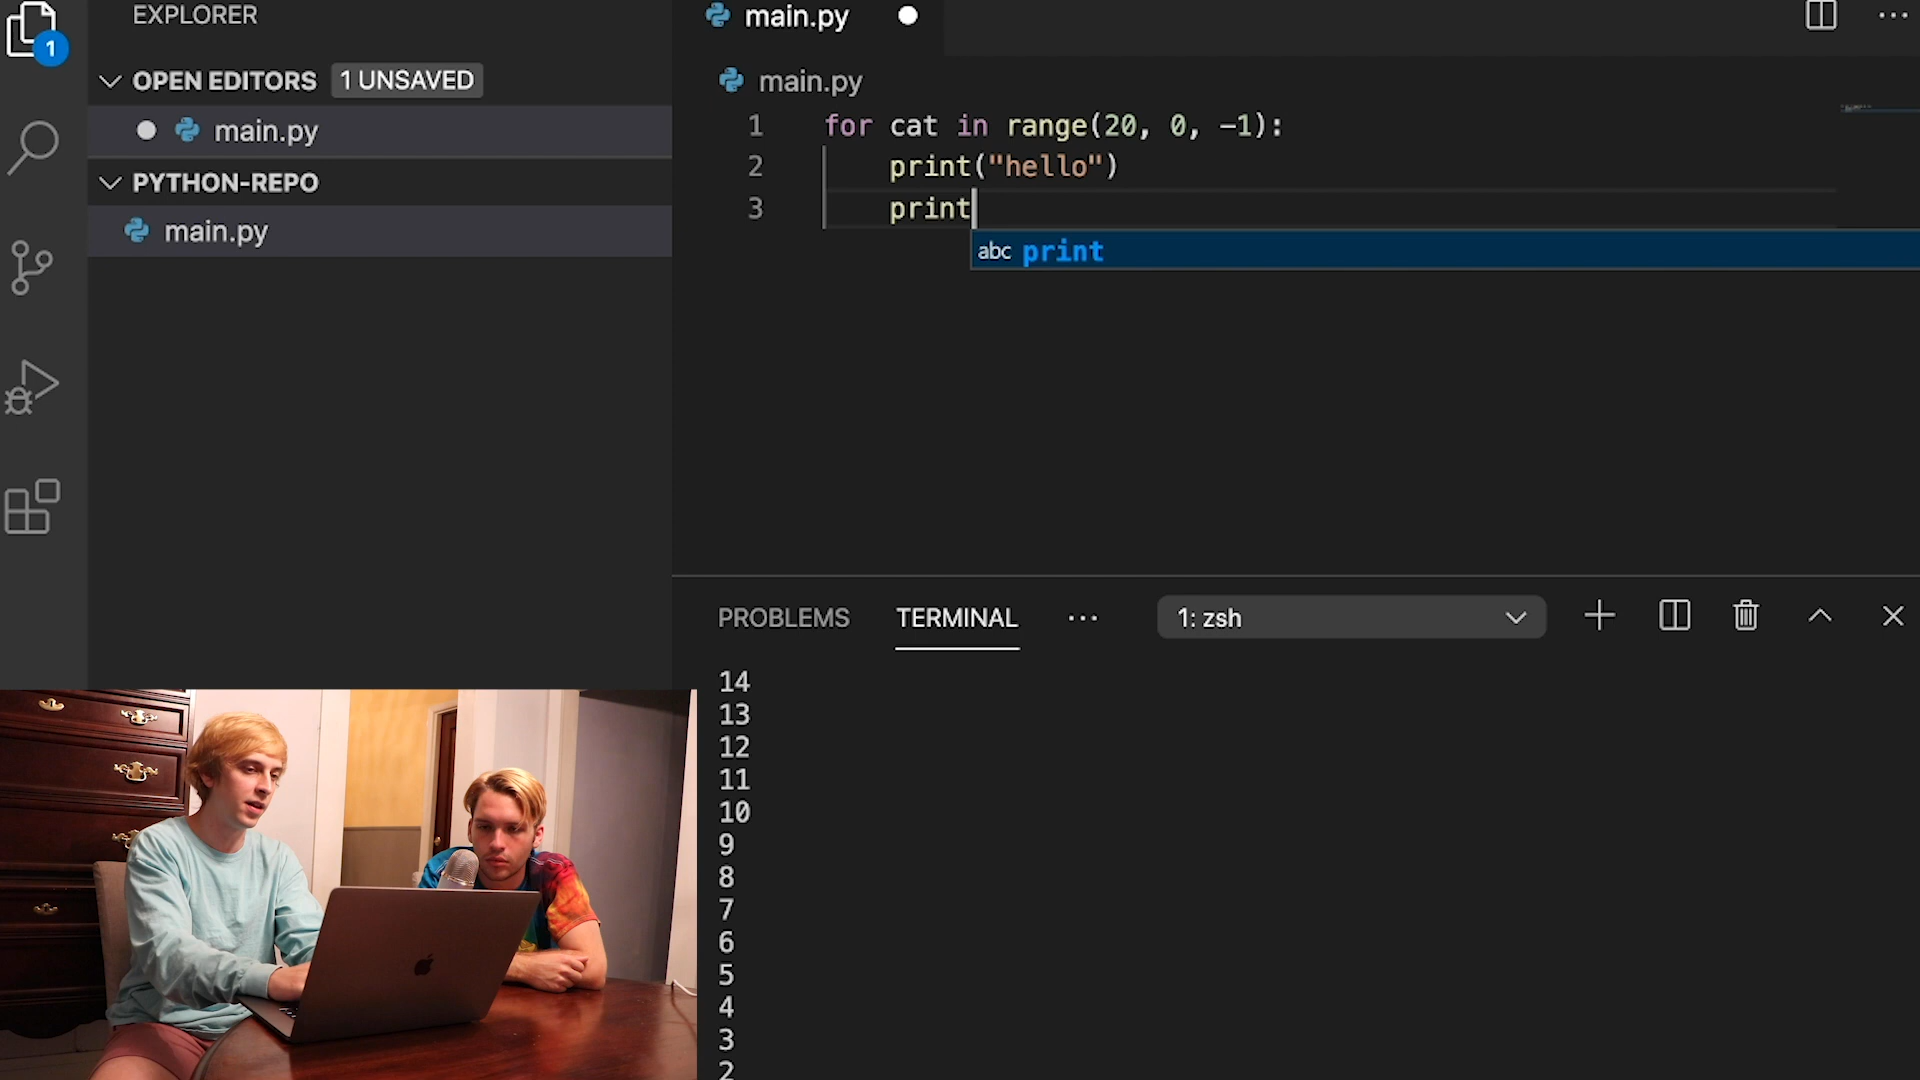 EXPLORER
1
OPEN EDITORS 1 UNSAVED
main.py
PYTHON-REPO
main.py
main.py
main.py
1 for cat in range(20, 0, -1):
2 print("hello")
3 print
abc print
PROBLEMS TERMINAL ... 1: zsh
14
13
12
11
10
9
8
7
6
5
4
3
2